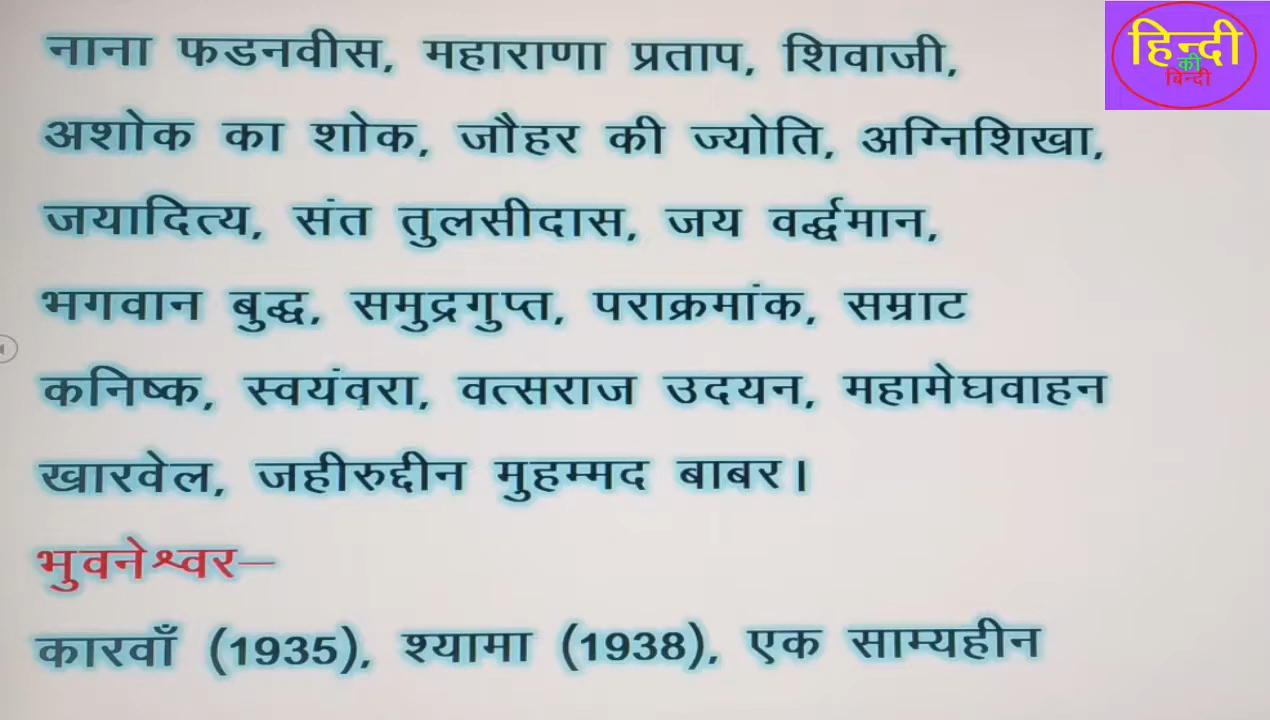 नाना फडनवीस, महाराणा प्रताप, शिवाजी,
अशोक का शोक, जौहर की ज्योति, अग्निशिखा,
जयादित्य, संत तुलसीदास, जय वर्द्धमान,
भगवान बुद्ध, समुद्रगुप्त, पराक्रमांक, सम्राट
कनिष्क, स्वयंवरा, वत्सराज उदयन, महामेघवाहन
खारवेल, जहीरुद्दीन मुहम्मद बाबर।
भुवनेश्वर–
कारवाँ (1935), श्यामा (1938), एक साम्यहीन
हिन्दी
की
बिन्दी